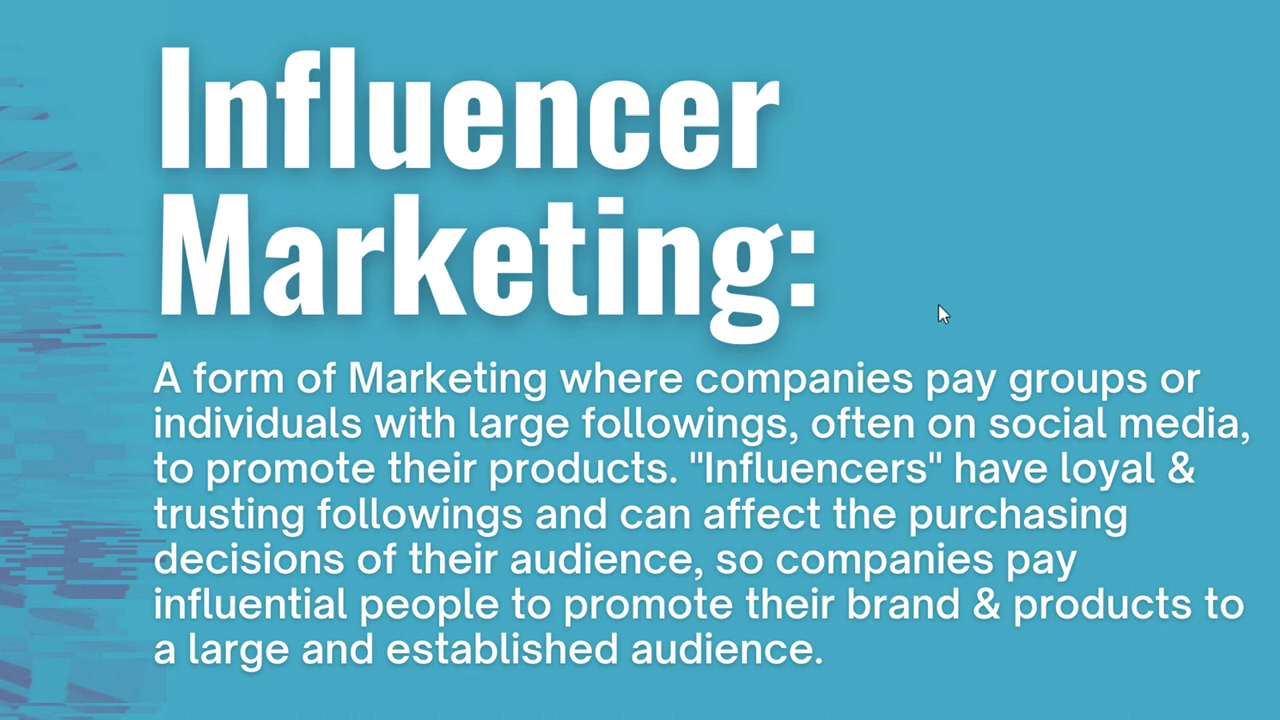 Influencer
Marketing:
A form of Marketing where companies pay groups or
individuals with large followings, often on social media,
to promote their products. "Influencers" have loyal &
trusting followings and can affect the purchasing
decisions of their audience, so companies pay
influential people to promote their brand & products to
a large and established audience.